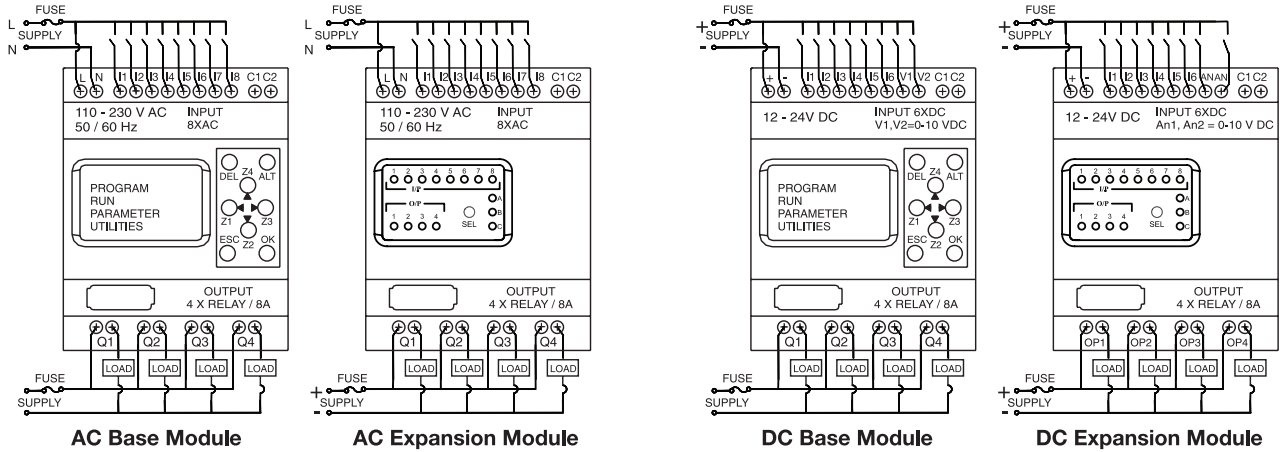 FUSE
L
SUPPLY
N
L N I1 I2 I3 I4 I5 I6 I7 I8 C1 C2
110 - 230 V AC INPUT
50 / 60 Hz 8XAC
PROGRAM
RUN
PARAMETER
UTILITIES
DEL Z4 ALT
Z1 Z3
ESC Z2 OK
OUTPUT
4 X RELAY / 8A
Q1 Q2 Q3 Q4
LOAD LOAD LOAD LOAD
FUSE
SUPPLY
AC Base Module
FUSE
L
SUPPLY
N
L N I1 I2 I3 I4 I5 I6 I7 I8 C1 C2
110 - 230 V AC INPUT
50 / 60 Hz 8XAC
1 2 3 4 5 6 7 8
I/P
O/P A
1 2 3 4 B
SEL C
OUTPUT
4 X RELAY / 8A
Q1 Q2 Q3 Q4
LOAD LOAD LOAD LOAD
+ FUSE
SUPPLY
-
AC Expansion Module
FUSE
+
SUPPLY
-
+ - I1 I2 I3 I4 I5 I6 V1 V2 C1 C2
12 - 24V DC INPUT 6XDC
V1,V2=0-10 VDC
PROGRAM
RUN
PARAMETER
UTILITIES
DEL Z4 ALT
Z1 Z3
ESC Z2 OK
OUTPUT
4 X RELAY / 8A
Q1 Q2 Q3 Q4
LOAD LOAD LOAD LOAD
FUSE
SUPPLY
DC Base Module
FUSE
+
SUPPLY
-
+ - I1 I2 I3 I4 I5 I6 AN AN C1 C2
12 - 24V DC INPUT 6XDC
An1, An2 = 0-10 V DC
1 2 3 4 5 6 7 8
I/P
O/P A
1 2 3 4 B
SEL C
OUTPUT
4 X RELAY / 8A
OP1 OP2 OP3 OP4
LOAD LOAD LOAD LOAD
+ FUSE
SUPPLY
-
DC Expansion Module